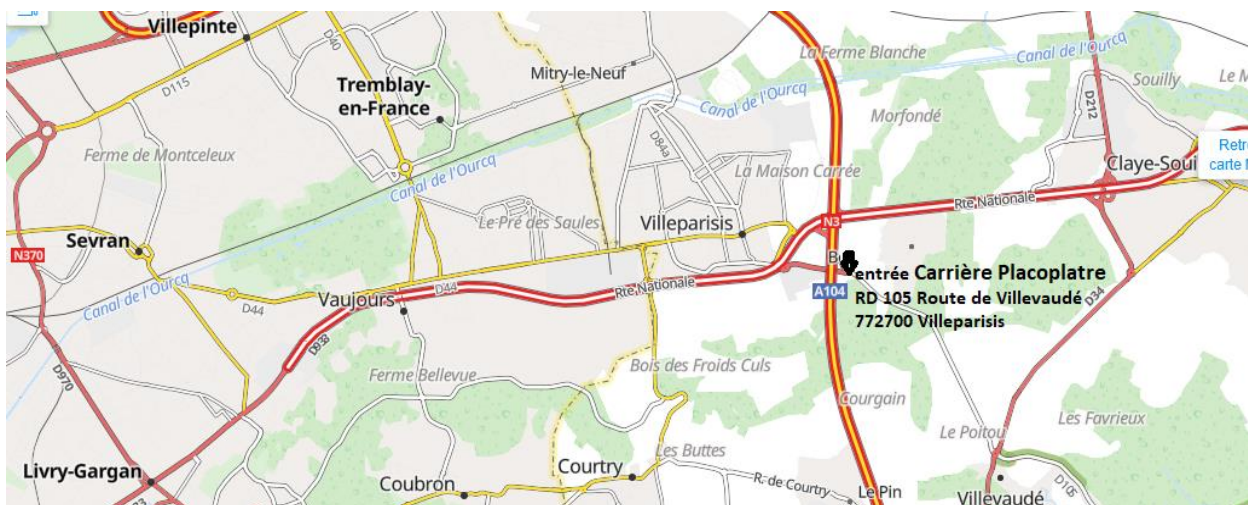 Villepinte
La Ferme Blanche
Canal de l'Ourcq
Mitry-le-Neuf
D40
Tremblay-
en-France
D115
Canal de l'Ourcq
Souilly
D212
Morfondé
Ferme de Montceleux
Canal de l'Ourcq
D84a
La Maison Carrée
Claye-Soui
Retro
carte
Rte Nationale
Le Pré des Saules
Villeparisis
N3
Sevran
N370
entrée Carrière Placoplatre
RD 105 Route de Villevaudé
772700 Villeparisis
A104
D34
Canal de l'Ourcq
D44
Vaujours
D44
Rte Nationale
D938
D970
Ferme Bellevue
Bois des Froids Culs
Courgain
Les Favrieux
Le Poitou
Les Buttes
Livry-Gargan
Coubron
Courtry
R. de Courtry
Le Pin
Villevaudé
D105